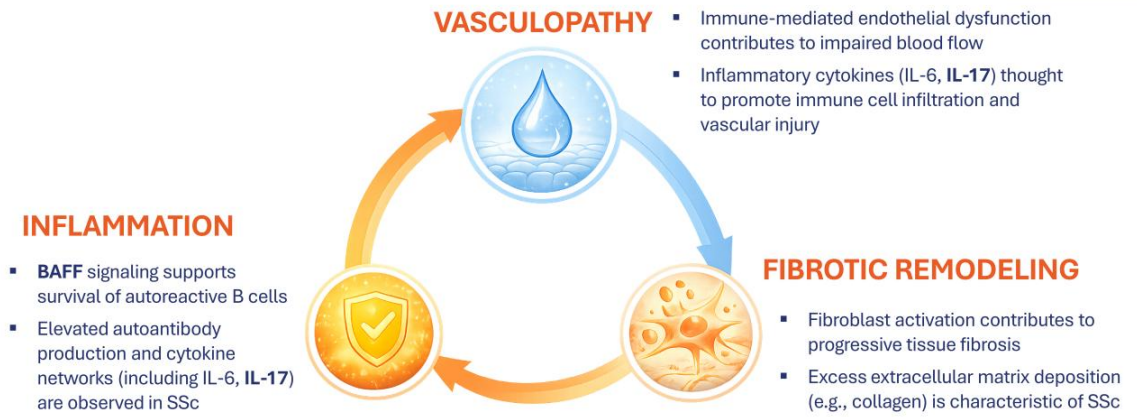 VASCULOPATHY
▪ Immune-mediated endothelial dysfunction
contributes to impaired blood flow
▪ Inflammatory cytokines (IL-6, IL-17) thought
to promote immune cell infiltration and
vascular injury
INFLAMMATION
▪ BAFF signaling supports
survival of autoreactive B cells
▪ Elevated autoantibody
production and cytokine
networks (including IL-6, IL-17)
are observed in SSc
FIBROTIC REMODELING
▪ Fibroblast activation contributes to
progressive tissue fibrosis
▪ Excess extracellular matrix deposition
(e.g., collagen) is characteristic of SSc